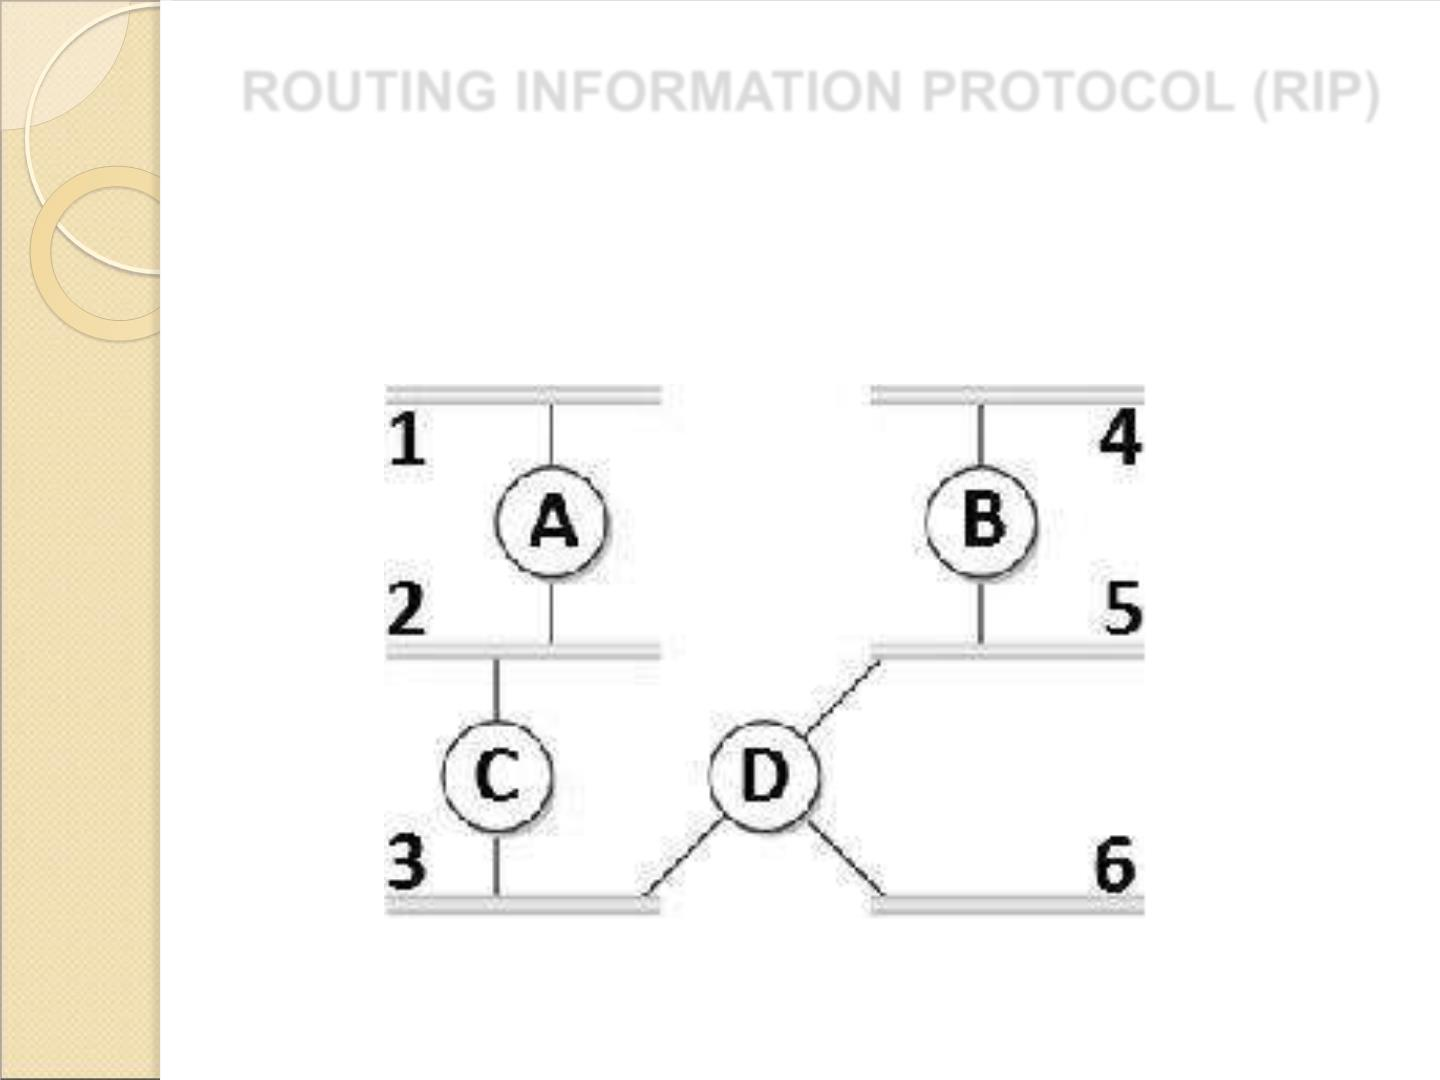 ROUTING INFORMATION PROTOCOL (RIP)
1
4
A
B
2
5
C
D
3
6